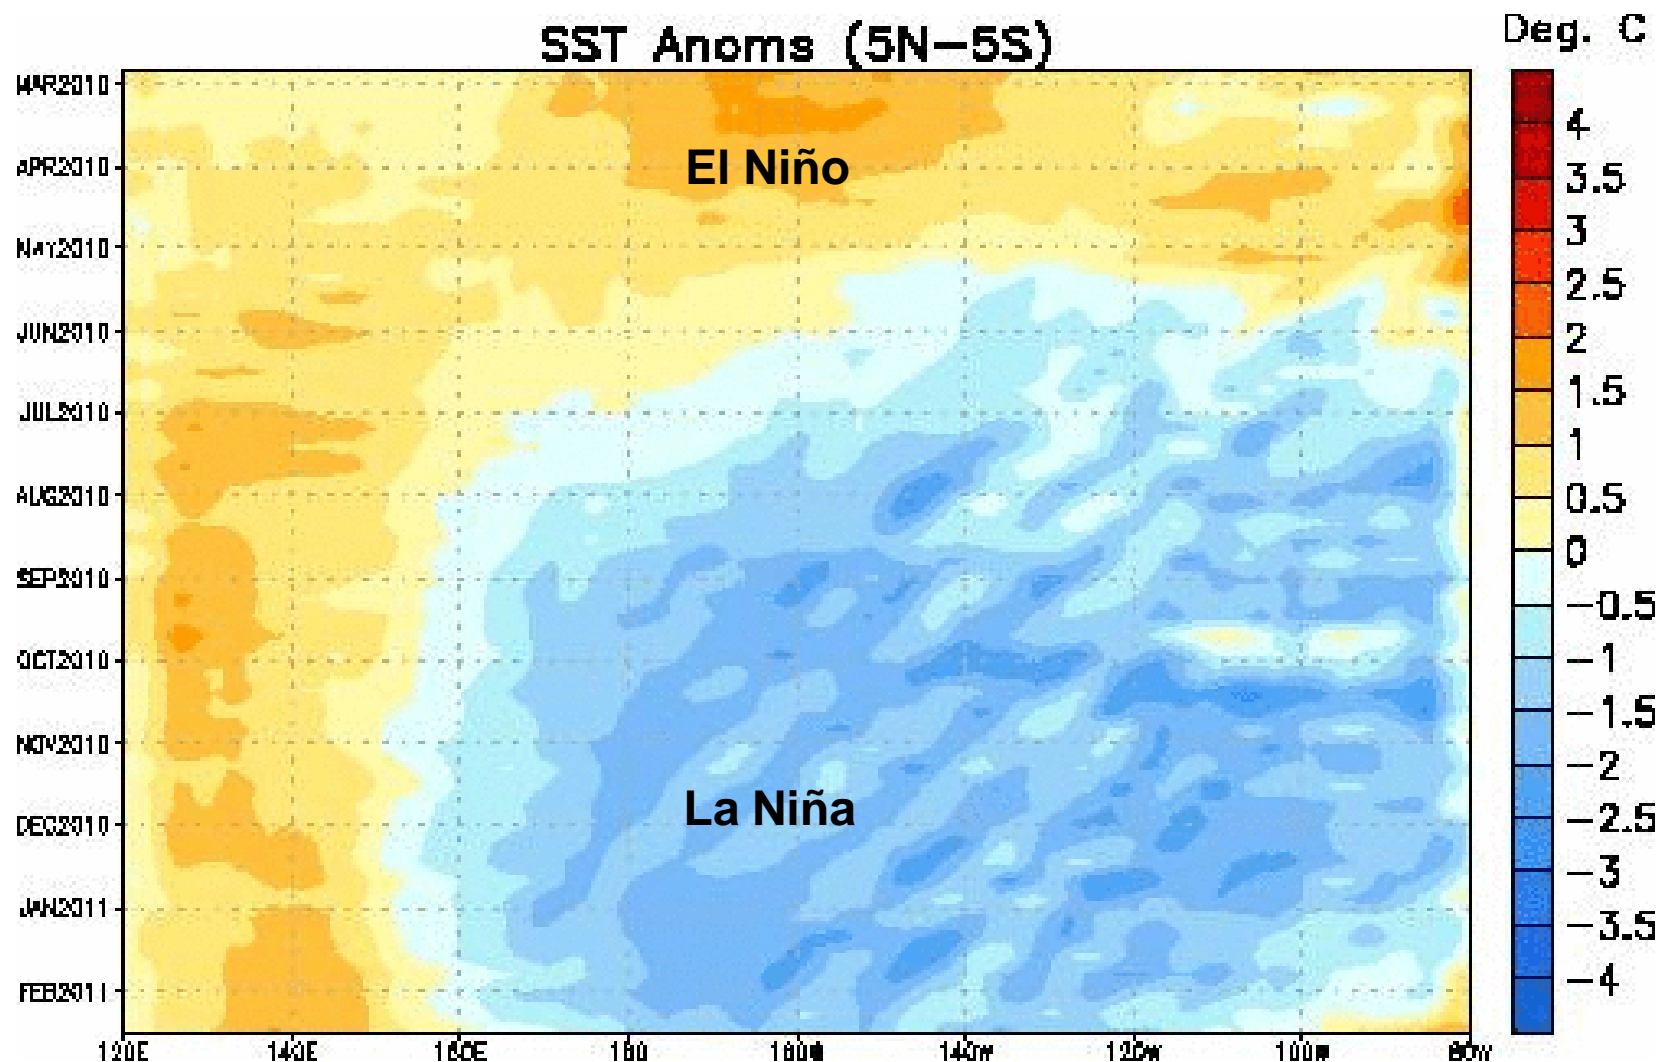 SST Anoms (5N-5S)
Deg. C
MAR2010
APR2010
MAY2010
JUN2010
JUL2010
AUG2010
SEP2010
OCT2010
NOV2010
DEC2010
JAN2011
FEB2011
El Niño
La Niña
120E 140E 160E 180 160W 140W 120W 100W 80W
4
3.5
3
2.5
2
1.5
1
0.5
0
-0.5
-1
-1.5
-2
-2.5
-3
-3.5
-4